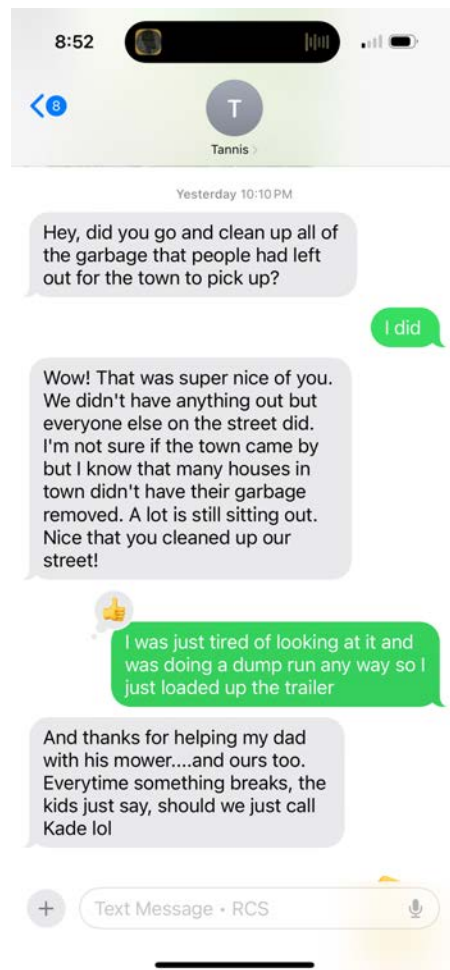 8:52
8
T
Tannis
Yesterday 10:10 PM
Hey, did you go and clean up all of
the garbage that people had left
out for the town to pick up?
I did
Wow! That was super nice of you.
We didn't have anything out but
everyone else on the street did.
I'm not sure if the town came by
but I know that many houses in
town didn't have their garbage
removed. A lot is still sitting out.
Nice that you cleaned up our
street!
I was just tired of looking at it and
was doing a dump run any way so I
just loaded up the trailer
And thanks for helping my dad
with his mower....and ours too.
Everytime something breaks, the
kids just say, should we just call
Kade lol
Text Message • RCS